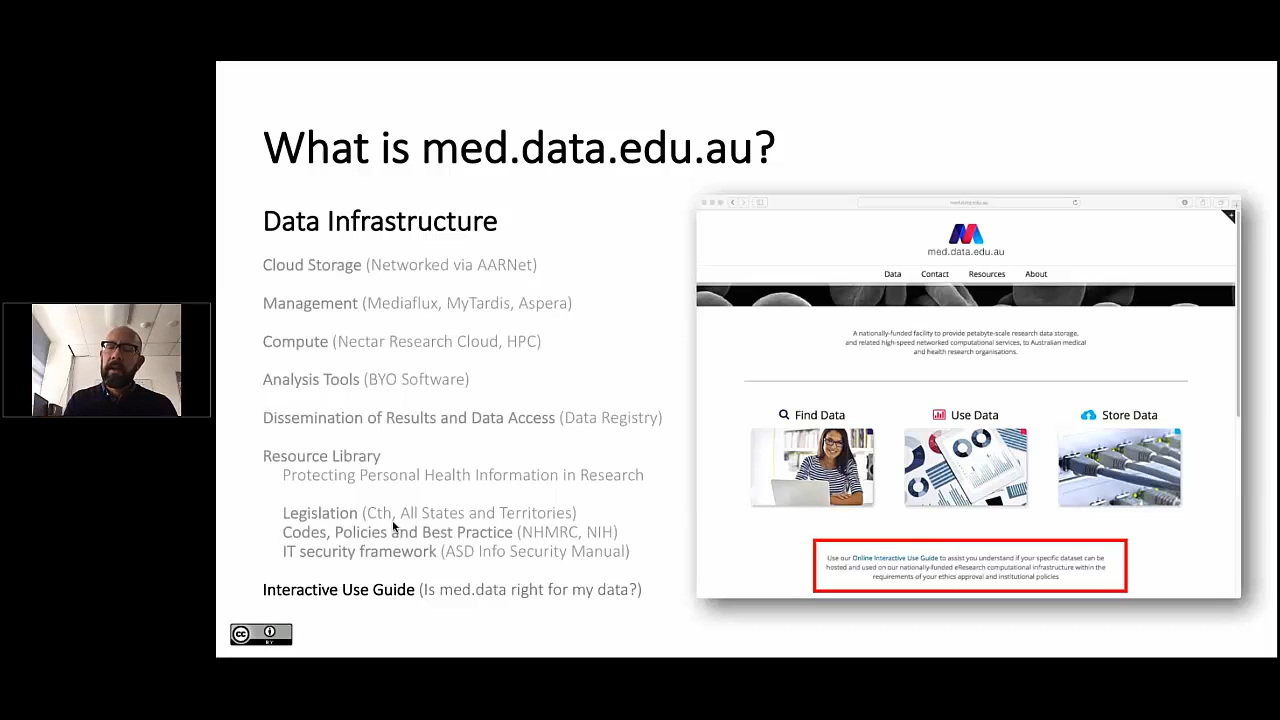 What is med.data.edu.au?
Data Infrastructure
Cloud Storage (Networked via AARNet)
Management (Mediaflux, MyTardis, Aspera)
Compute (Nectar Research Cloud, HPC)
Analysis Tools (BYO Software)
Dissemination of Results and Data Access (Data Registry)
Resource Library
Protecting Personal Health Information in Research
Legislation (Cth, All States and Territories)
Codes, Policies and Best Practice (NHMRC, NIH)
IT security framework (ASD Info Security Manual)
Interactive Use Guide (Is med.data right for my data?)
cc BY
med.data.edu.au
med.data.edu.au
Data Contact Resources About
A nationally-funded facility to provide petabyte-scale research data storage,
and related high-speed networked computational services, to Australian medical
and health research organisations.
Find Data Use Data Store Data
Use our Online Interactive Use Guide to assist you understand if your specific dataset can be
hosted and used on our nationally-funded eResearch computational infrastructure within the
requirements of your ethics approval and institutional policies